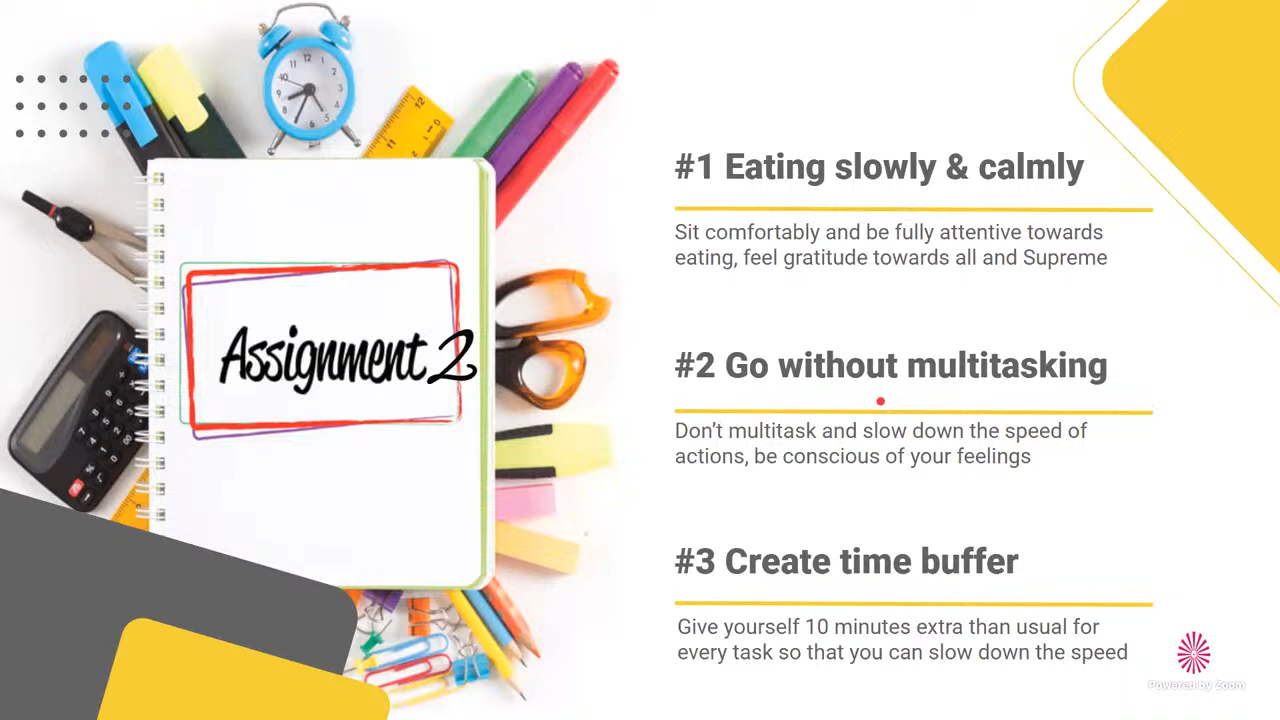 Assignment 2
#1 Eating slowly & calmly
Sit comfortably and be fully attentive towards
eating, feel gratitude towards all and Supreme
#2 Go without multitasking
Don’t multitask and slow down the speed of
actions, be conscious of your feelings
#3 Create time buffer
Give yourself 10 minutes extra than usual for
every task so that you can slow down the speed
Powered by Zoom